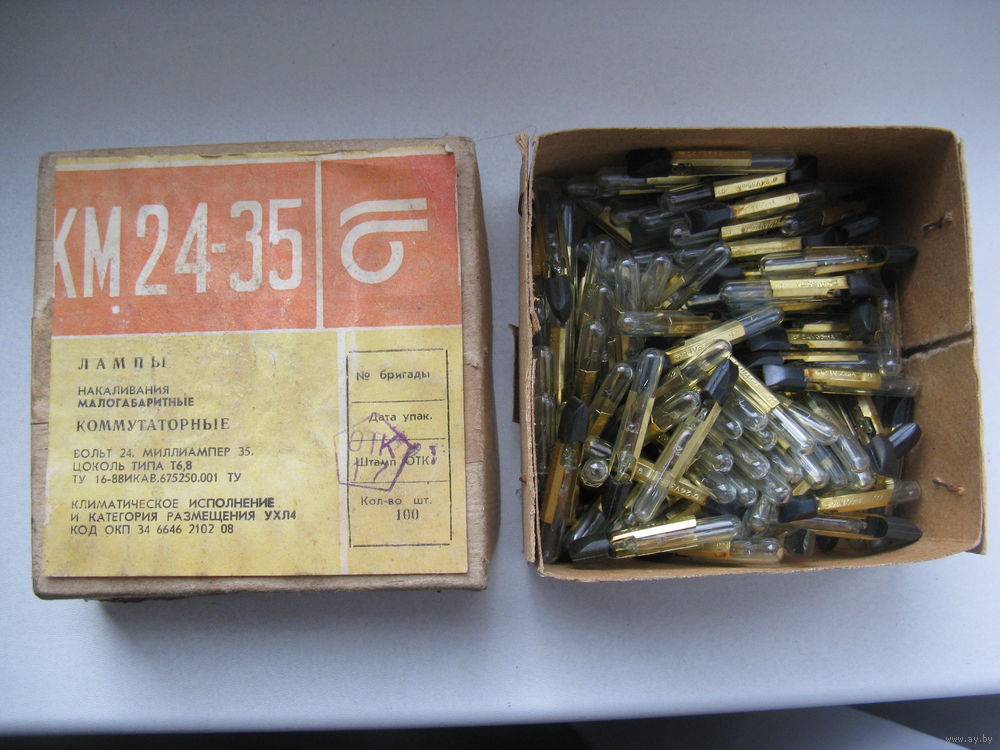 КМ 24-35
ЛАМПЫ
НАКАЛИВАНИЯ
МАЛОГАБАРИТНЫЕ
КОММУТАТОРНЫЕ
ВОЛЬТ 24. МИЛЛИАМПЕР 35.
ЦОКОЛЬ ТИПА Т6,8
ТУ 16-88ИКАВ.675250.001 ТУ
КЛИМАТИЧЕСКОЕ ИСПОЛНЕНИЕ
И КАТЕГОРИЯ РАЗМЕЩЕНИЯ УХЛ4
КОД ОКП 34 6646 2102 08
№ бригады
Дата упак.
ОТК
Штамп ОТК
Кол-во шт.
100
www.ay.by